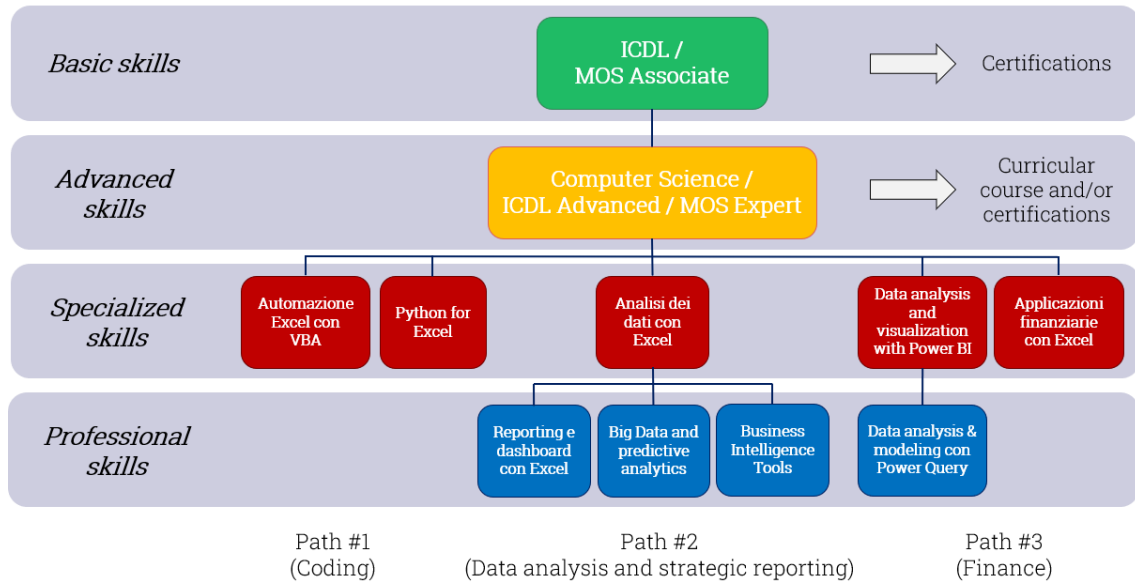 Basic skills
ICDL /
MOS Associate
Certifications
Advanced
skills
Computer Science /
ICDL Advanced / MOS Expert
Curricular
course and/or
certifications
Specialized
skills
Automazione
Excel con
VBA
Python for
Excel
Analisi dei
dati con
Excel
Data analysis
and
visualization
with Power BI
Applicazioni
finanziarie
con Excel
Professional
skills
Reporting e
dashboard
con Excel
Big Data and
predictive
analytics
Business
Intelligence
Tools
Data analysis &
modeling con
Power Query
Path #1
(Coding)
Path #2
(Data analysis and strategic reporting)
Path #3
(Finance)